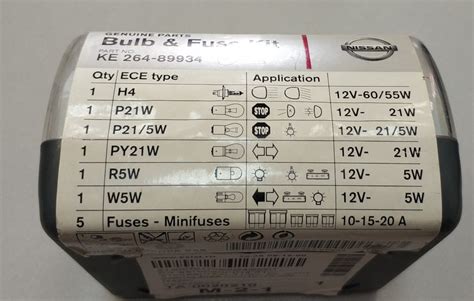 GENUINE PARTS
Bulb & Fuse Kit
PART NO
KE 264-89934
NISSAN
Qty ECE type Application
1 H4 12V-60/55W
1 P21W STOP 12V- 21W
1 P21/5W STOP 12V- 21/5W
1 PY21W 12V- 21W
1 R5W 12V- 5W
1 W5W 12V- 5W
5 Fuses - Minifuses 10-15-20 A
1